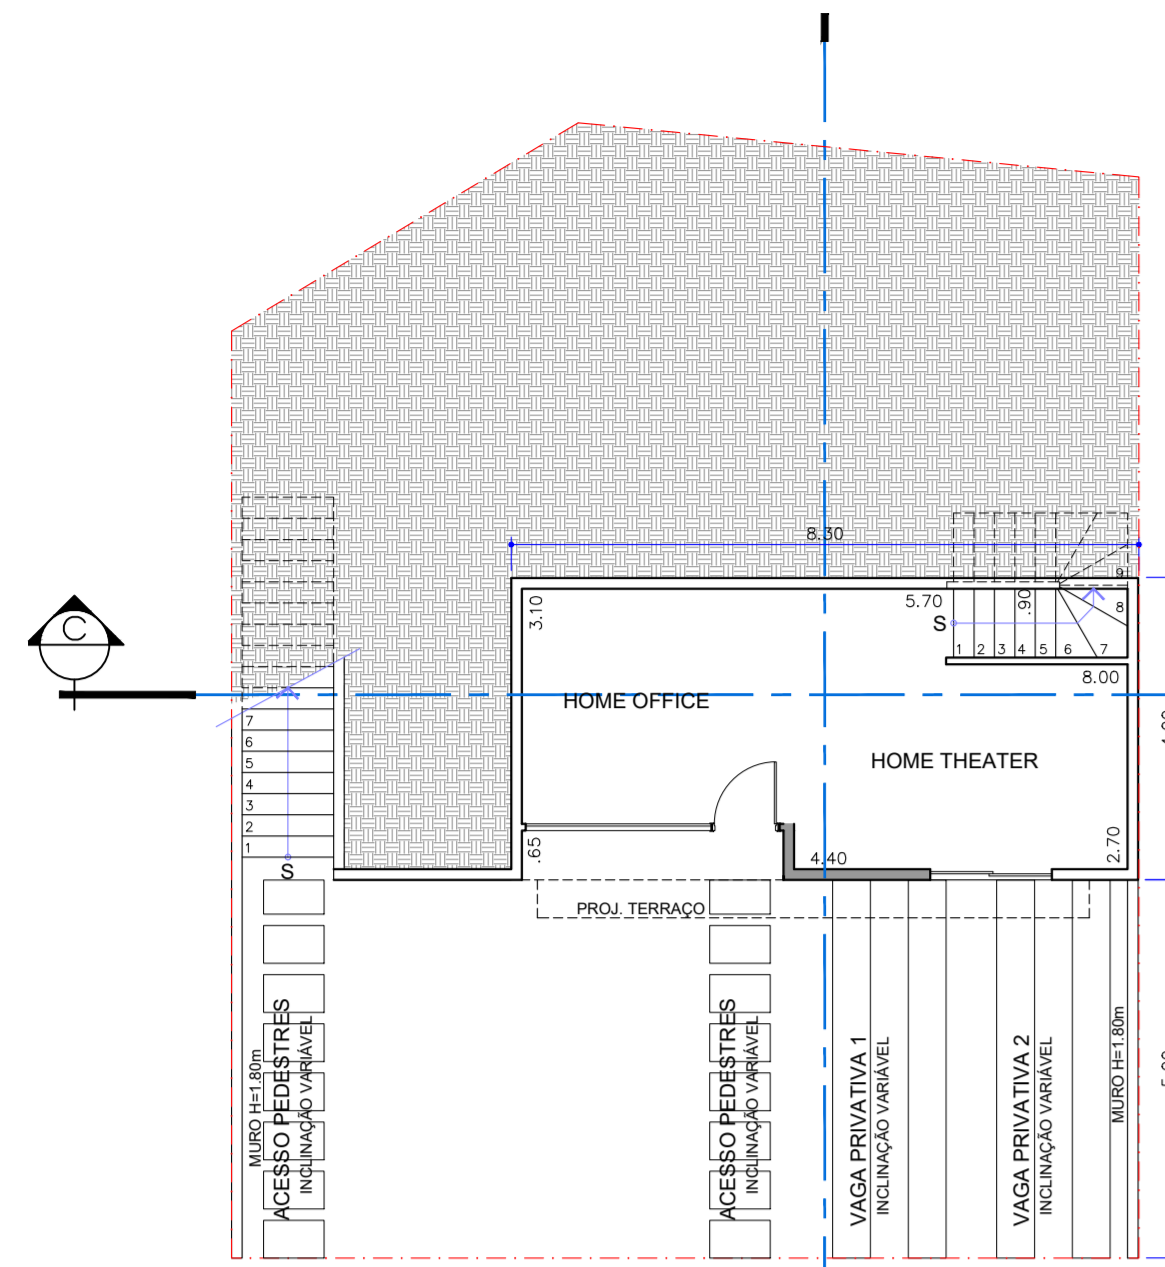 8.30
9
3.10
5.70
.90
8
S
1 2 3 4 5 6 7
8.00
C
HOME OFFICE
7
6
5
4
3
2
1
S
HOME THEATER
.65
4.40
2.70
PROJ. TERRAÇO
MURO H=1.80m
ACESSO PEDESTRES
INCLINAÇÃO VARIÁVEL
ACESSO PEDESTRES
INCLINAÇÃO VARIÁVEL
VAGA PRIVATIVA 1
INCLINAÇÃO VARIÁVEL
VAGA PRIVATIVA 2
INCLINAÇÃO VARIÁVEL
MURO H=1.80m